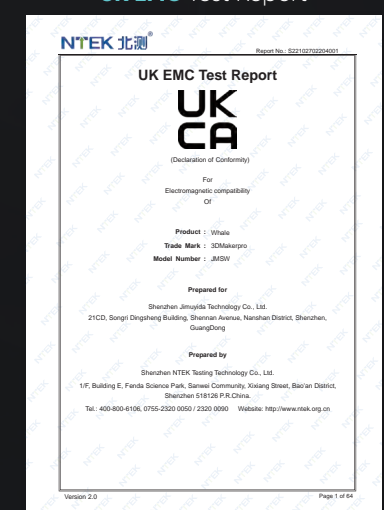 UK EMC Test Report
NTEK 北测®
Report No.: S22102702204001
UK EMC Test Report
UK
CA
(Declaration of Conformity)
For
Electromagnetic compatibility
Of
Product : Whale
Trade Mark : 3DMakerpro
Model Number : JMSW
Prepared for
Shenzhen Jimuyida Technology Co., Ltd.
21CD, Songri Dingsheng Building, Shennan Avenue, Nanshan District, Shenzhen,
GuangDong
Prepared by
Shenzhen NTEK Testing Technology Co., Ltd.
1/F, Building E, Fenda Science Park, Sanwei Community, Xixiang Street, Bao'an District,
Shenzhen 518126 P.R.China.
Tel.: 400-800-6106, 0755-2320 0050 / 2320 0090 Website: http://www.ntek.org.cn
Version 2.0
Page 1 of 64